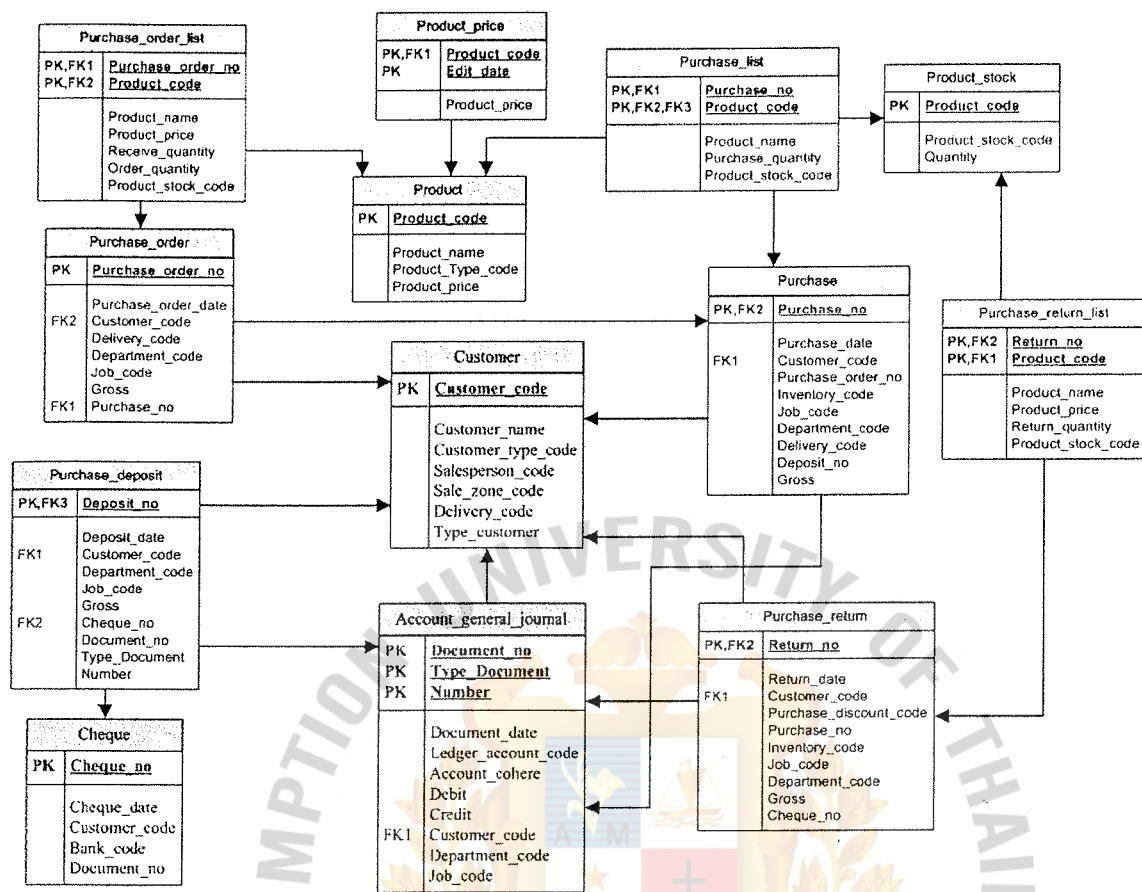 Purchase_order_list
PK,FK1 Purchase_order_no
PK,FK2 Product_code
Product_name
Product_price
Receive_quantity
Order_quantity
Product_stock_code
Product_price
PK,FK1 Product_code
PK Edit_date
Product_price
Purchase_list
PK,FK1 Purchase_no
PK,FK2,FK3 Product_code
Product_name
Purchase_quantity
Product_stock_code
Product_stock
PK Product_code
Product_stock_code
Quantity
Product
PK Product_code
Product_name
Product_Type_code
Product_price
Purchase_order
PK Purchase_order_no
Purchase_order_date
FK2 Customer_code
Delivery_code
Department_code
Job_code
Gross
FK1 Purchase_no
Purchase
PK,FK2 Purchase_no
Purchase_date
FK1 Customer_code
Purchase_order_no
Inventory_code
Job_code
Department_code
Delivery_code
Deposit_no
Gross
Purchase_return_list
PK,FK2 Return_no
PK,FK1 Product_code
Product_name
Product_price
Return_quantity
Product_stock_code
Customer
PK Customer_code
Customer_name
Customer_type_code
Salesperson_code
Sale_zone_code
Delivery_code
Type_customer
Purchase_deposit
PK,FK3 Deposit_no
Deposit_date
FK1 Customer_code
Department_code
Job_code
Gross
FK2 Cheque_no
Document_no
Type_Document
Number
Account_general_journal
PK Document_no
PK Type_Document
PK Number
Document_date
Ledger_account_code
Account_cohere
Debit
Credit
FK1 Customer_code
Department_code
Job_code
Purchase_return
PK,FK2 Return_no
Return_date
FK1 Customer_code
Purchase_discount_code
Purchase_no
Inventory_code
Job_code
Department_code
Gross
Cheque_no
Cheque
PK Cheque_no
Cheque_date
Customer_code
Bank_code
Document_no
MPTION UNIVERSITY OF THAI
A M